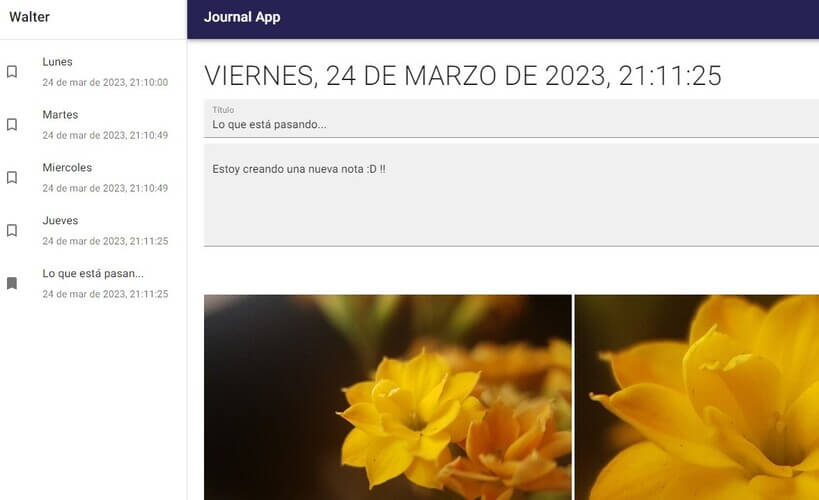 Walter
Journal App
Lunes
24 de mar de 2023, 21:10:00
Martes
24 de mar de 2023, 21:10:49
Miercoles
24 de mar de 2023, 21:10:49
Jueves
24 de mar de 2023, 21:11:25
Lo que está pasan...
24 de mar de 2023, 21:11:25
VIERNES, 24 DE MARZO DE 2023, 21:11:25
Título
Lo que está pasando...
Estoy creando una nueva nota :D !!